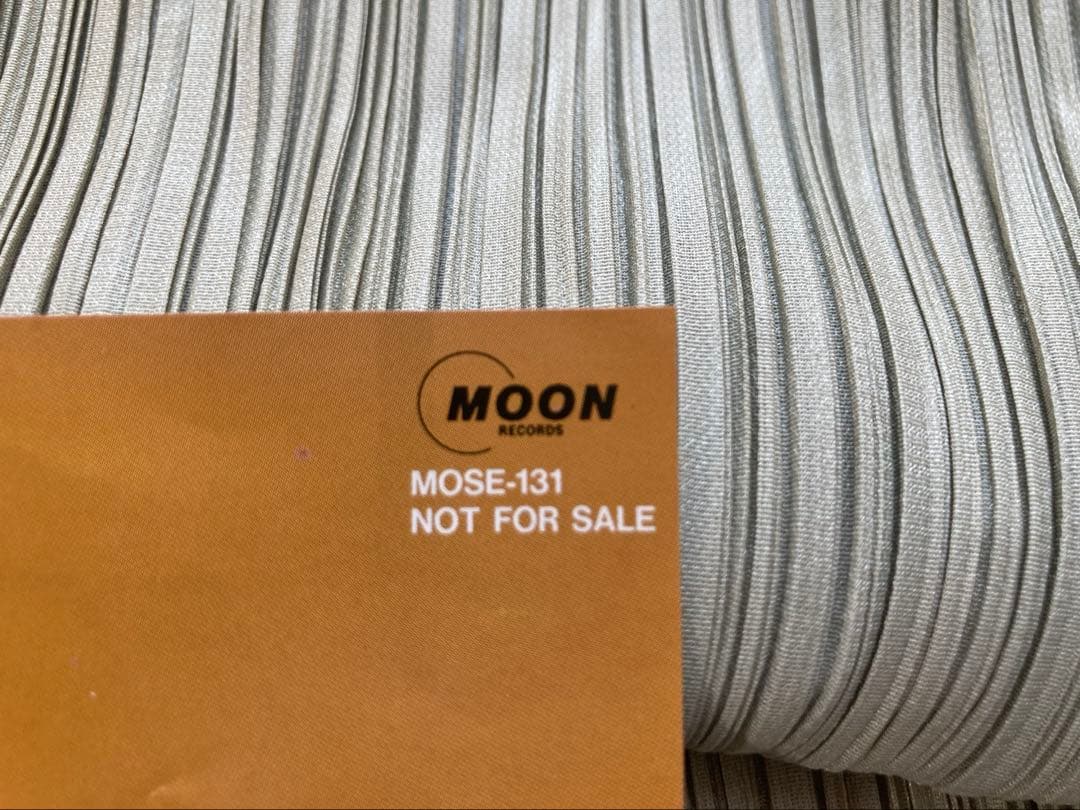 MOON
RECORDS
MOSE-131
NOT FOR SALE